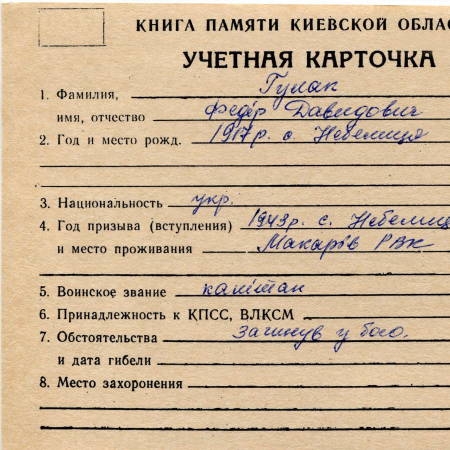 КНИГА ПАМЯТИ КИЕВСКОЙ ОБЛАС
УЧЕТНАЯ КАРТОЧКА
1. Фамилия, Гулак
имя, отчество Федір Давидович
2. Год и место рожд. 1917р. с. Небелиця
3. Национальность укр.
4. Год призыва (вступления) 1943р. с. Небелиц
и место проживания Макарів РВК
5. Воинское звание капітан
6. Принадлежность к КПСС, ВЛКСМ
7. Обстоятельства загинув у бою.
и дата гибели
8. Место захоронения